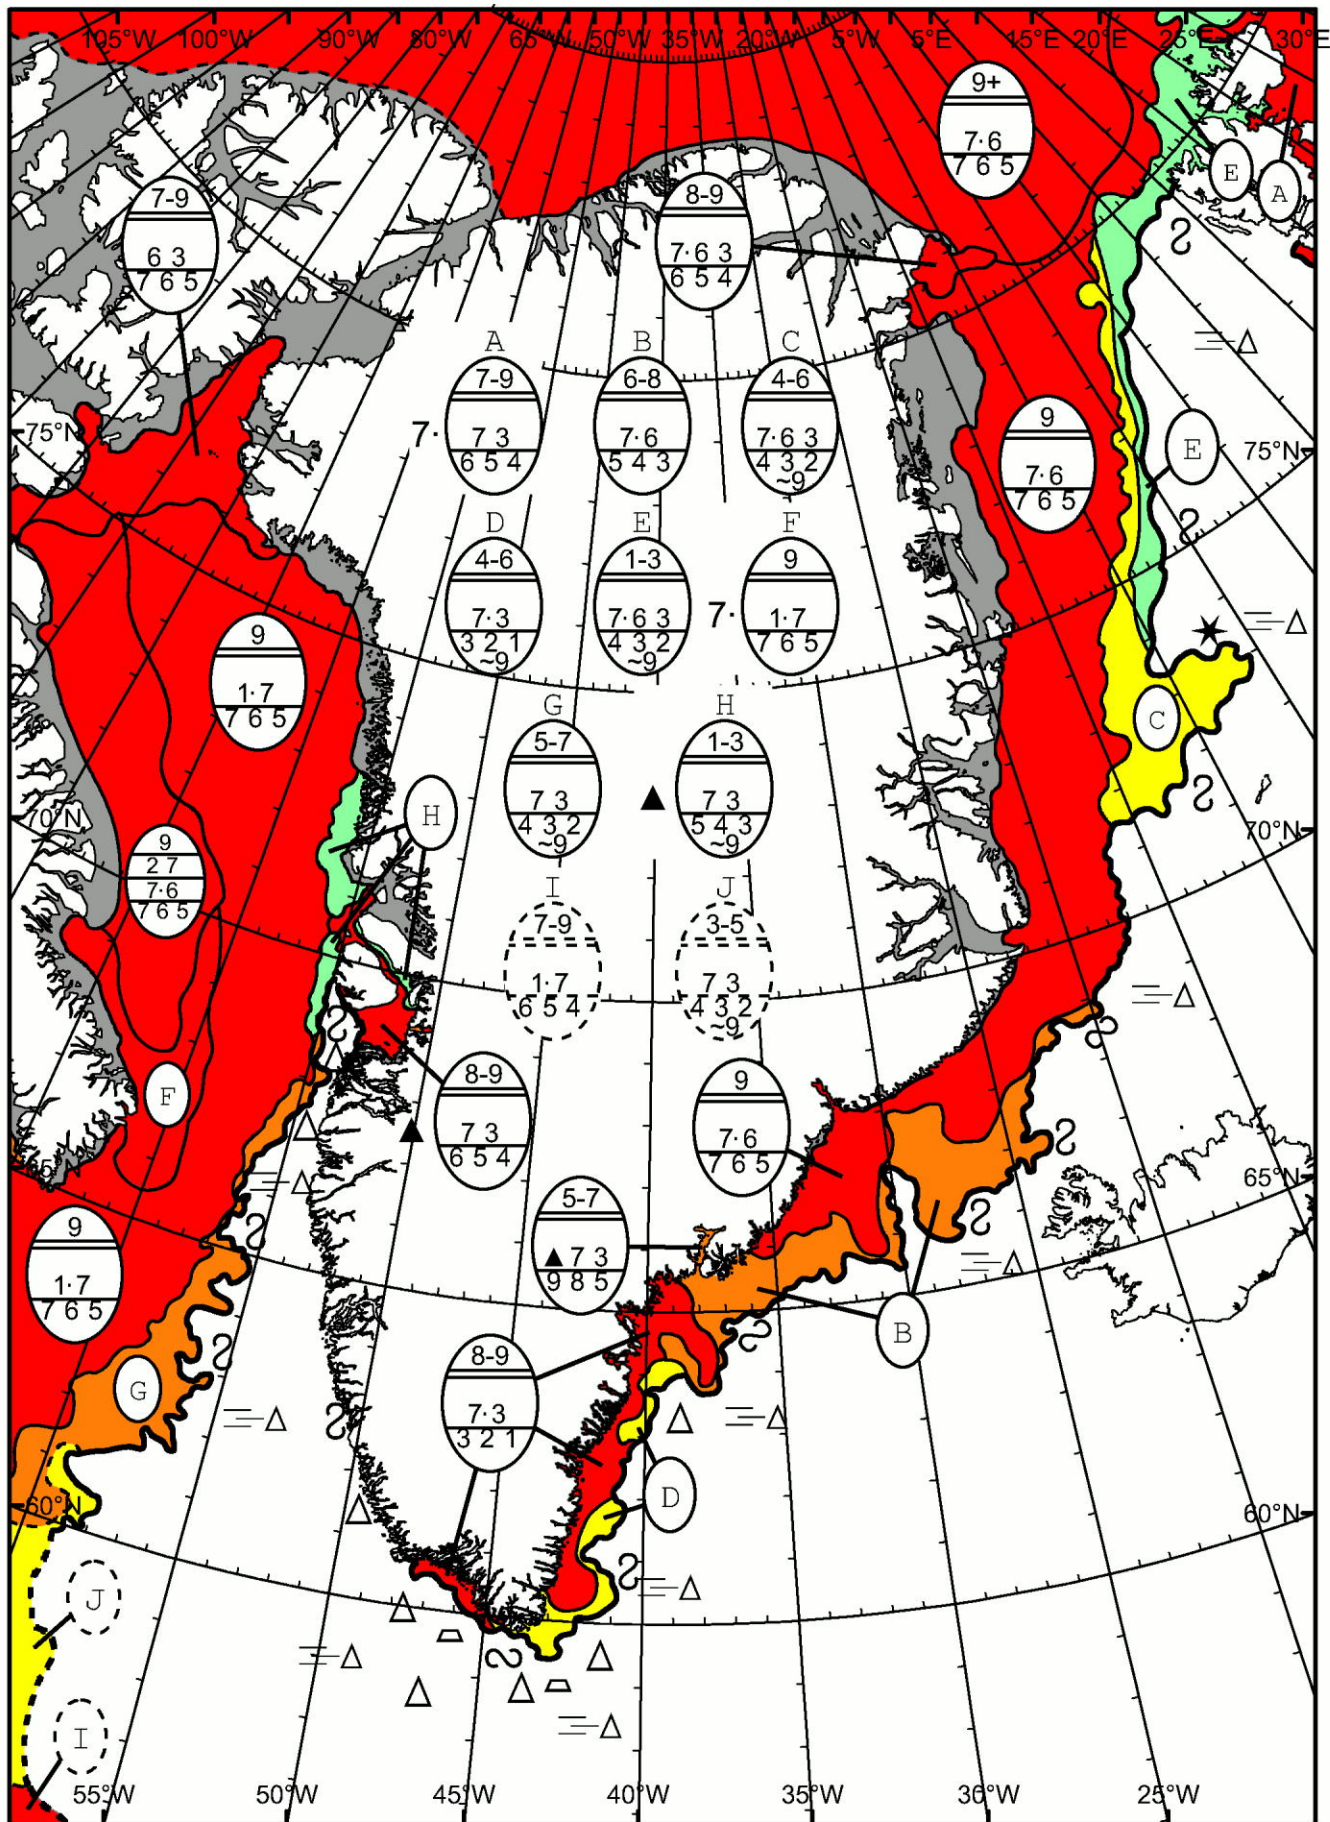 105°W 100°W 90°W 80°W 65°W 50°W 35°W 20°W 5°W 5°E 15°E 20°E 25°E 30°E
9+
7·6
7 6 5
E A
7-9
6 3
7 6 5
8-9
7·6 3
6 5 4
A B C
7-9 6-8 4-6
7· 7 3 7·6 7·6 3
6 5 4 5 4 3 4 3 2
~9
75°N
75°N
9
7·6
7 6 5
E
D E F
4-6 1-3 9
7·3 7·6 3 7· 1·7
3 2 1 4 3 2 7 6 5
~9 ~9
9
1·7
7 6 5
G H
5-7 1-3
7 3 ▲ 7 3
4 3 2 5 4 3
~9 ~9
C
70°N
70°N
H
9
2 7
7·6
7 6 5
I J
7-9 3-5
1·7 7 3
6 5 4 4 3 2
~9
F
8-9
7 3
6 5 4
9
7·6
7 6 5
65°N
65°N
5-7
▲ 7 3
9 8 5
9
1·7
7 6 5
B
G
8-9
7·3
3 2 1
D
60°N
60°N
J
I
55°W 50°W 45°W 40°W 35°W 30°W 25°W